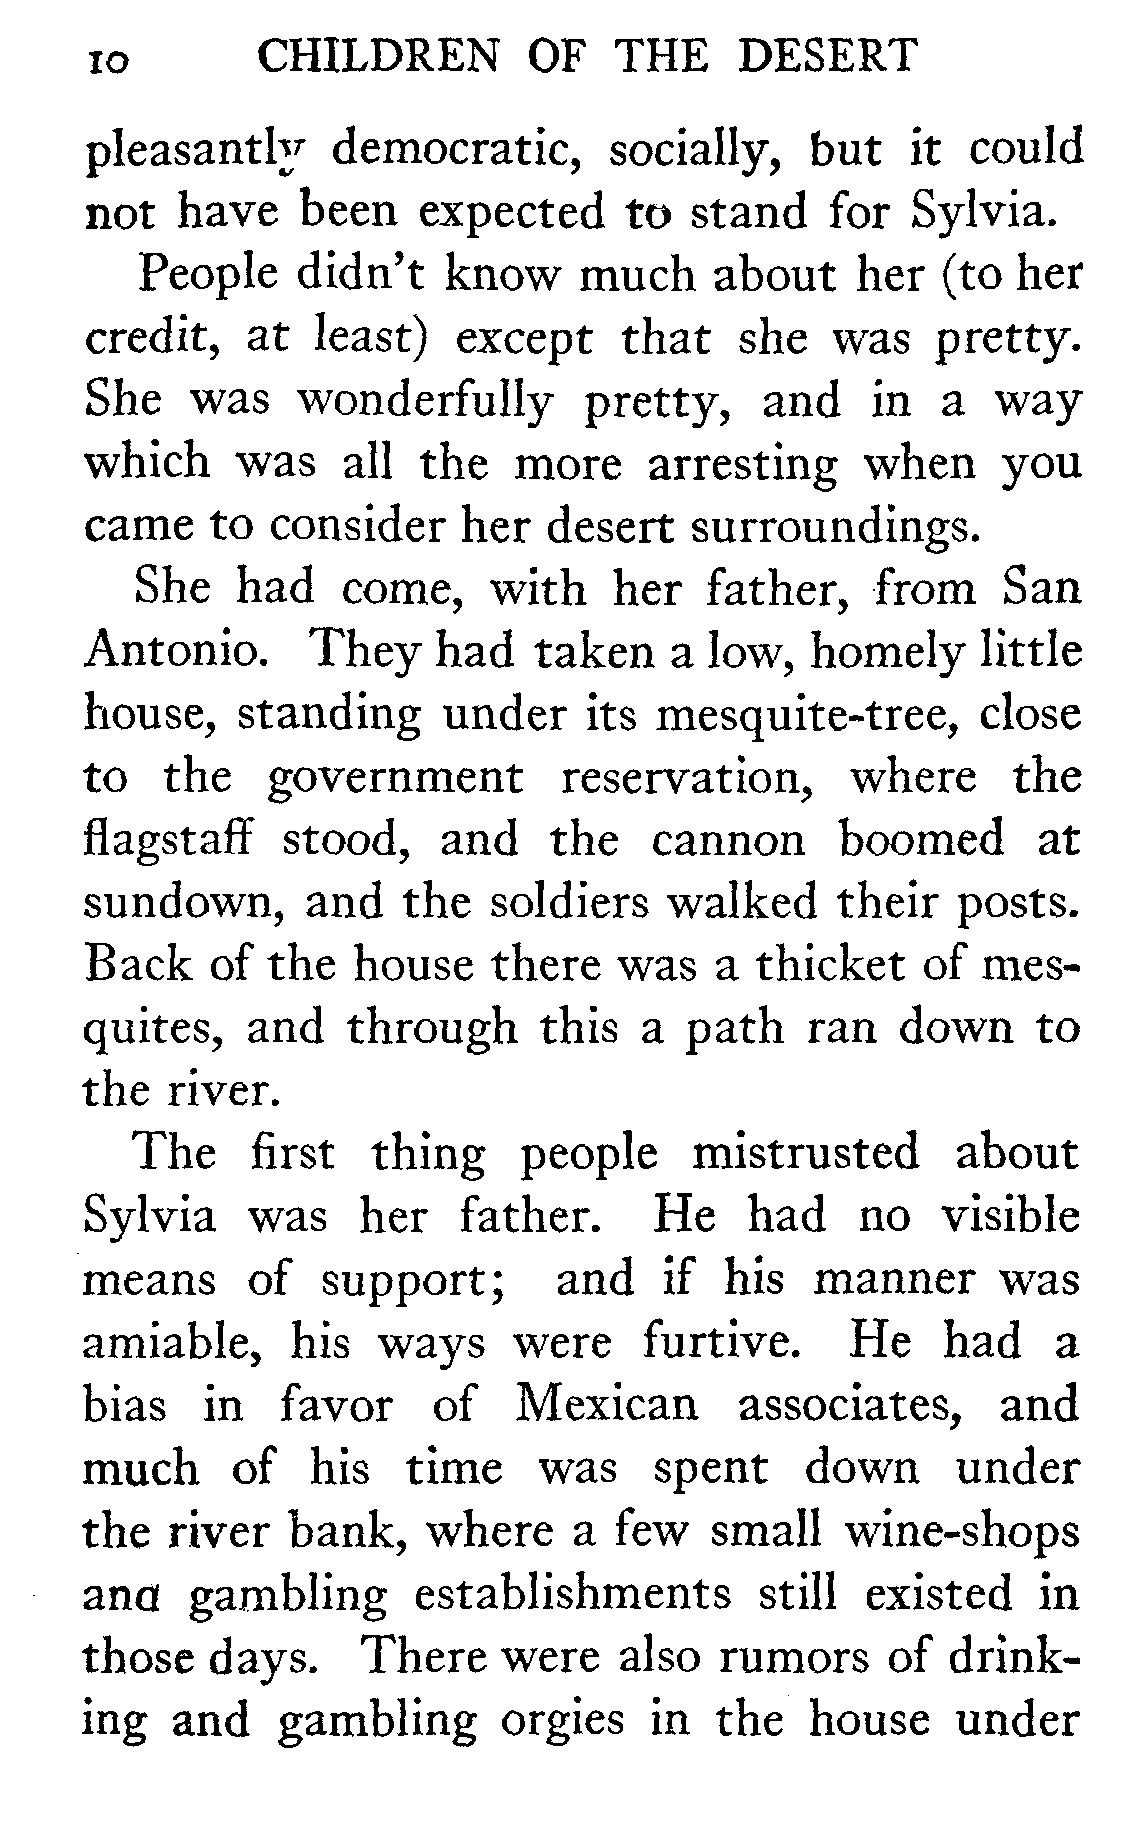 10 CHILDREN OF THE DESERT
pleasantly democratic, socially, but it could
not have been expected to stand for Sylvia.
People didn't know much about her (to her
credit, at least) except that she was pretty.
She was wonderfully pretty, and in a way
which was all the more arresting when you
came to consider her desert surroundings.
She had come, with her father, from San
Antonio. They had taken a low, homely little
house, standing under its mesquite-tree, close
to the government reservation, where the
flagstaff stood, and the cannon boomed at
sundown, and the soldiers walked their posts.
Back of the house there was a thicket of mes-
quites, and through this a path ran down to
the river.
The first thing people mistrusted about
Sylvia was her father. He had no visible
means of support; and if his manner was
amiable, his ways were furtive. He had a
bias in favor of Mexican associates, and
much of his time was spent down under
the river bank, where a few small wine-shops
and gambling establishments still existed in
those days. There were also rumors of drink-
ing and gambling orgies in the house under